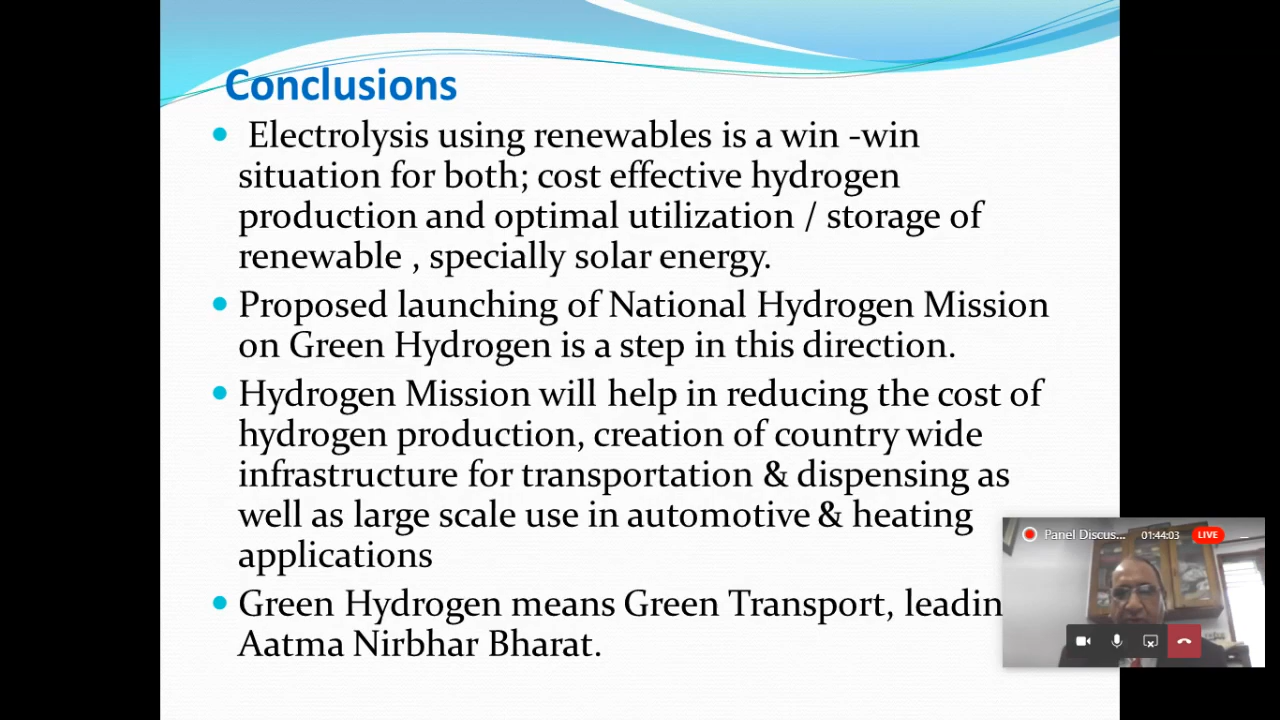 Conclusions
• Electrolysis using renewables is a win -win
situation for both; cost effective hydrogen
production and optimal utilization / storage of
renewable , specially solar energy.
• Proposed launching of National Hydrogen Mission
on Green Hydrogen is a step in this direction.
• Hydrogen Mission will help in reducing the cost of
hydrogen production, creation of country wide
infrastructure for transportation & dispensing as
well as large scale use in automotive & heating
applications
• Green Hydrogen means Green Transport, leadin
Aatma Nirbhar Bharat.
Panel Discus... 01:44:03 LIVE